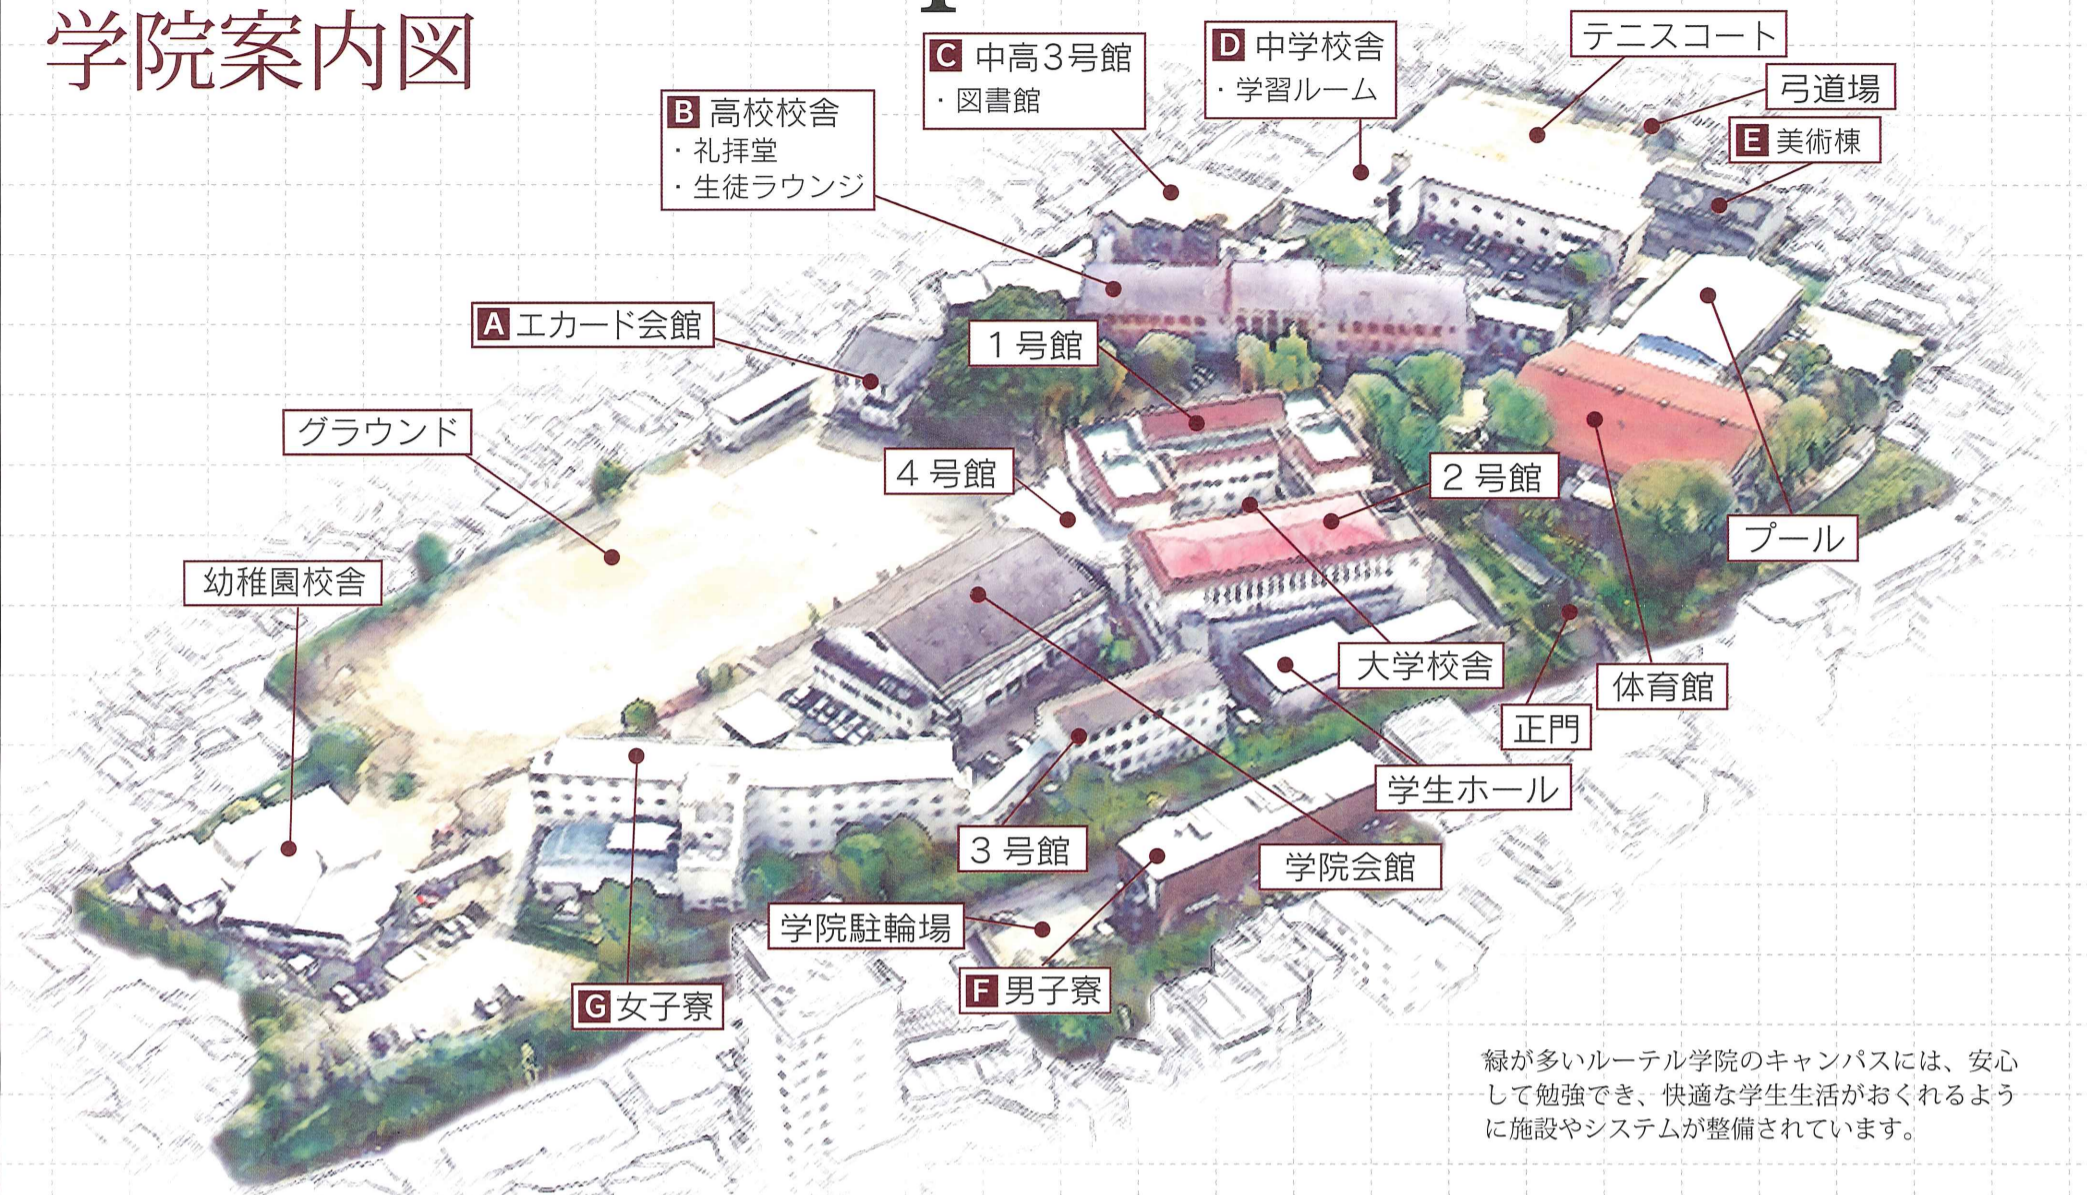 学院案内図
C 中高3号館
・図書館
D 中学校舎
・学習ルーム
テニスコート
弓道場
E 美術棟
B 高校校舎
・礼拝堂
・生徒ラウンジ
A エカード会館
1 号館
グラウンド
4 号館
2 号館
プール
幼稚園校舎
大学校舎
体育館
正門
学生ホール
3 号館
学院会館
学院駐輪場
F 男子寮
G 女子寮
緑が多いルーテル学院のキャンパスには、安心
して勉強でき、快適な学生生活がおくれるよう
に施設やシステムが整備されています。